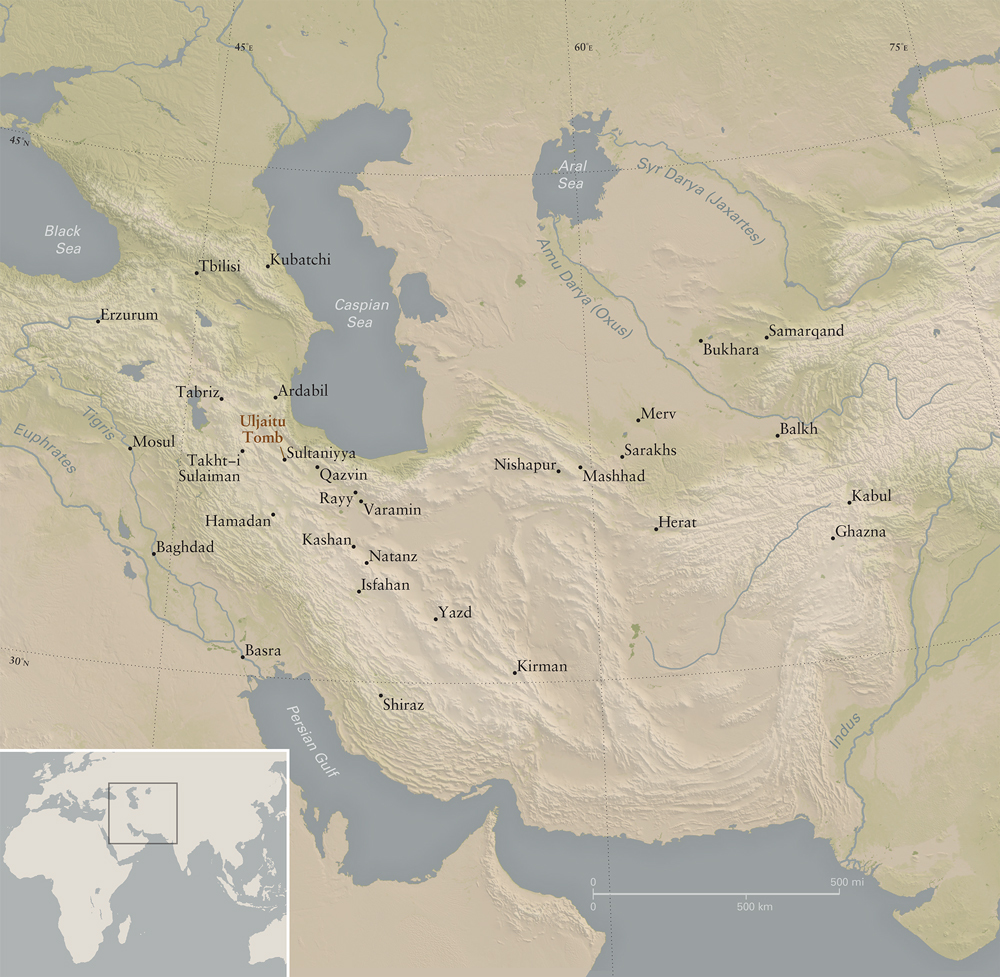 45°E
60°E
75°E
45°N
Aral
Sea
Syr Darya (Jaxartes)
Black
Sea
Tbilisi
Kubatchi
Amu Darya (Oxus)
Caspian
Sea
Erzurum
Samarqand
Bukhara
Tabriz
Ardabil
Merv
Uljaitu
Tomb
Balkh
Tigris
Euphrates
Mosul
Sultaniyya
Sarakhs
Takht–i
Sulaiman
Qazvin
Nishapur
Mashhad
Rayy
Varamin
Kabul
Hamadan
Herat
Ghazna
Kashan
Baghdad
Natanz
Isfahan
Yazd
Basra
30°N
Kirman
Shiraz
Persian Gulf
Indus
0
500 mi
0
500 km